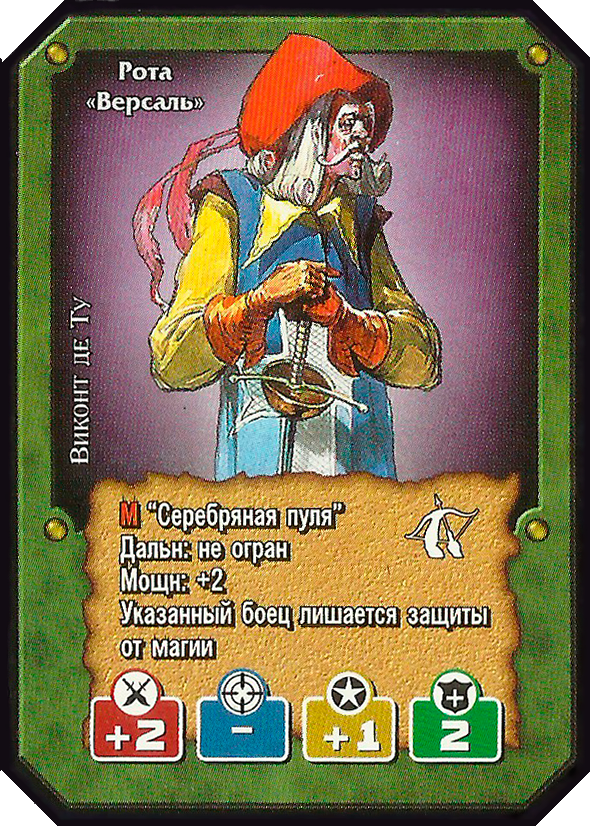 Рота
«Версаль»
Виконт де Ту
М “Серебряная пуля”
Дальн: не огран
Мощн: +2
Указанный боец лишается защиты
от магии
+2
-
+1
2